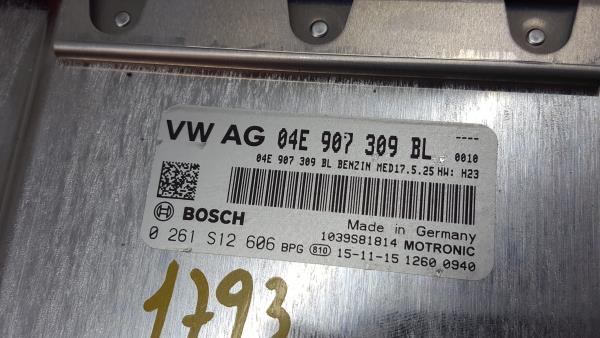 VW AG 04E 907 309 BL ---- 0010
04E 907 309 BL BENZIN MED17.5.25 HW: H23
BOSCH
Made in Germany
1039S81814 MOTRONIC
0 261 S12 606 BPG 810 15-11-15 1260 0940
1793